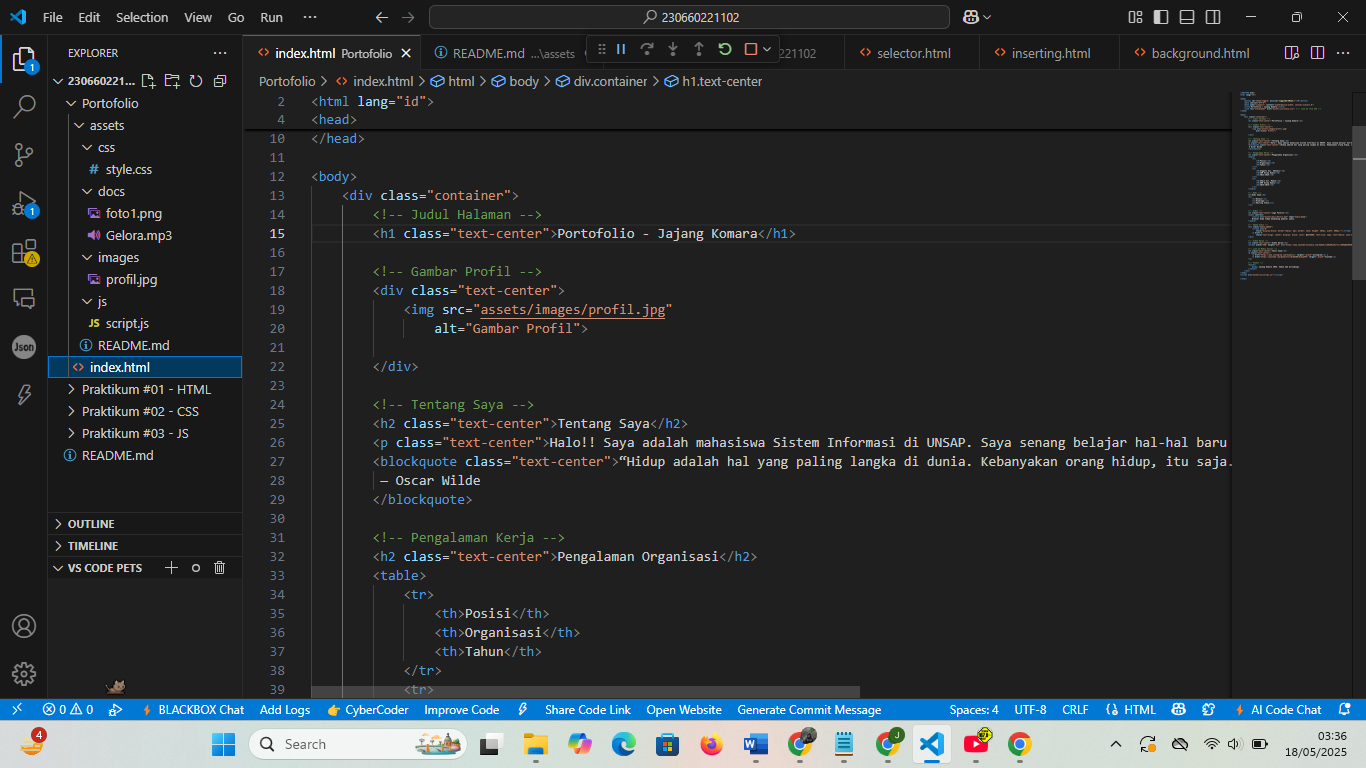 File Edit Selection View Go Run ··· 230660221102
EXPLORER ···
index.html Portofolio
README.md ...\assets
selector.html
inserting.html
background.html
230660221...
Portofolio > index.html > html > body > div.container > h1.text-center
Portofolio
assets
css
# style.css
docs
foto1.png
Gelora.mp3
images
profil.jpg
js
JS script.js
README.md
index.html
Praktikum #01 - HTML
Praktikum #02 - CSS
Praktikum #03 - JS
README.md
OUTLINE
TIMELINE
VS CODE PETS
1
1
Json
2 <html lang="id">
4 <head>
10 </head>
11
12 <body>
13 <div class="container">
14 <!-- Judul Halaman -->
15 <h1 class="text-center">Portofolio - Jajang Komara</h1>
16
17 <!-- Gambar Profil -->
18 <div class="text-center">
19 <img src="assets/images/profil.jpg"
20 alt="Gambar Profil">
21
22 </div>
23
24 <!-- Tentang Saya -->
25 <h2 class="text-center">Tentang Saya</h2>
26 <p class="text-center">Halo!! Saya adalah mahasiswa Sistem Informasi di UNSAP. Saya senang belajar hal-hal baru
27 <blockquote class="text-center">“Hidup adalah hal yang paling langka di dunia. Kebanyakan orang hidup, itu saja.
28 — Oscar Wilde
29 </blockquote>
30
31 <!-- Pengalaman Kerja -->
32 <h2 class="text-center">Pengalaman Organisasi</h2>
33 <table>
34 <tr>
35 <th>Posisi</th>
36 <th>Organisasi</th>
37 <th>Tahun</th>
38 </tr>
39 <tr>
0 0 BLACKBOX Chat Add Logs CyberCoder Improve Code Share Code Link Open Website Generate Commit Message Spaces: 4 UTF-8 CRLF HTML AI Code Chat
4 Search 03:36
18/05/2025